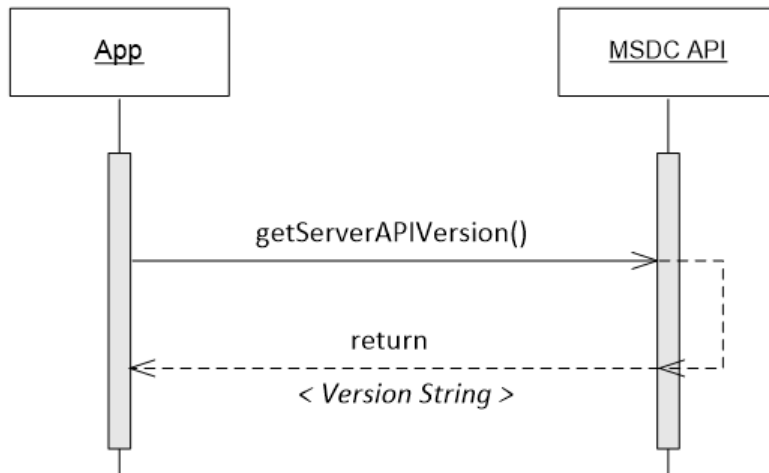 App
MSDC API
getServerAPIVersion()
return
< Version String >